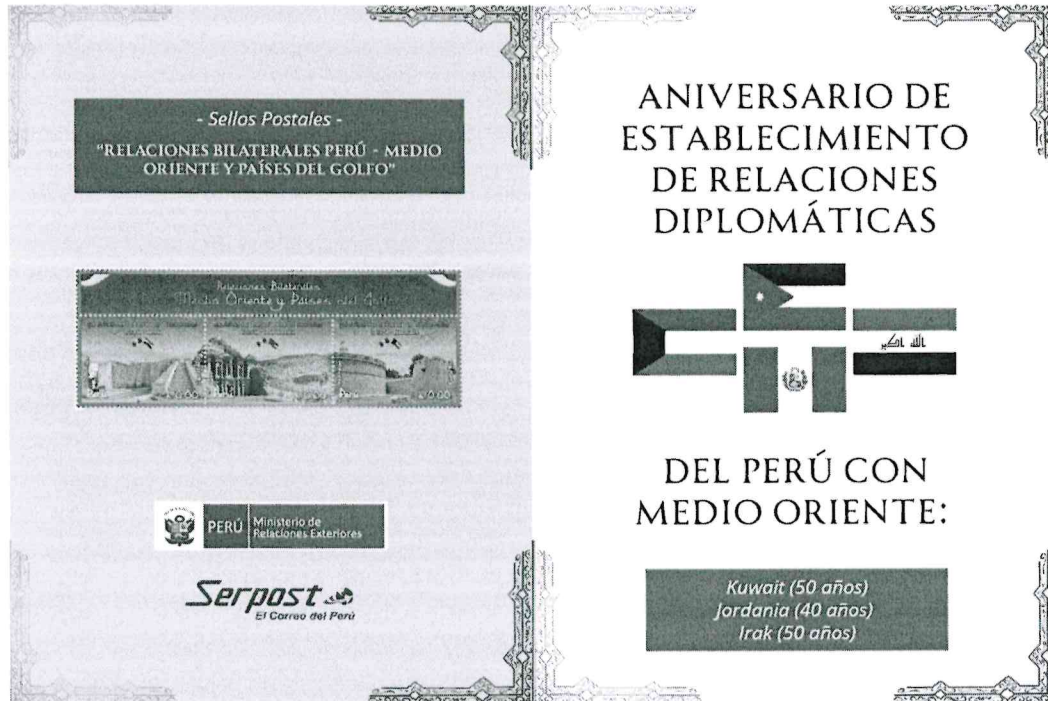 - Sellos Postales -
"RELACIONES BILATERALES PERÚ - MEDIO
ORIENTE Y PAÍSES DEL GOLFO"
Relaciones Bilaterales
Medio Oriente y Países del Golfo
Perú
PERÚ
Ministerio de
Relaciones Exteriores
Serpost
El Correo del Perú
ANIVERSARIO DE
ESTABLECIMIENTO
DE RELACIONES
DIPLOMÁTICAS
الله اكبر
DEL PERÚ CON
MEDIO ORIENTE:
Kuwait (50 años)
Jordania (40 años)
Irak (50 años)